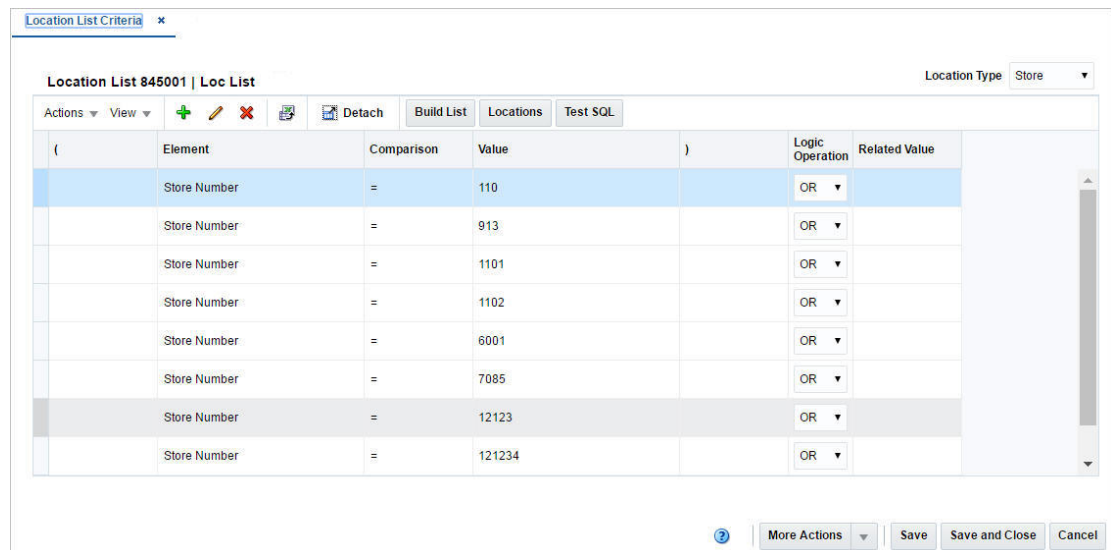 Location List Criteria ×
Location List 845001 | Loc List
Location Type Store
Actions View Detach Build List Locations Test SQL
( Element Comparison Value ) Logic Operation Related Value
Store Number = 110 OR
Store Number = 913 OR
Store Number = 1101 OR
Store Number = 1102 OR
Store Number = 6001 OR
Store Number = 7085 OR
Store Number = 12123 OR
Store Number = 121234 OR
? More Actions Save Save and Close Cancel